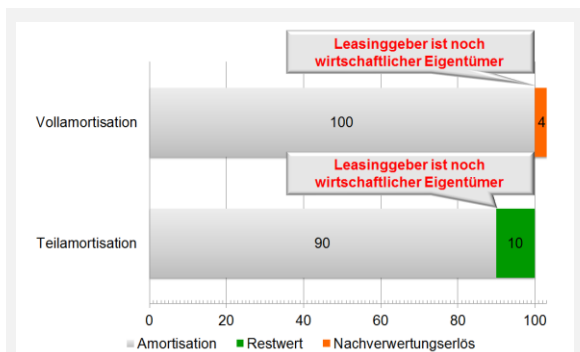 Leasinggeber ist noch
wirtschaftlicher Eigentümer
Vollamortisation
100
4
Leasinggeber ist noch
wirtschaftlicher Eigentümer
Teilamortisation
90
10
0 20 40 60 80 100
Amortisation Restwert Nachverwertungserlös